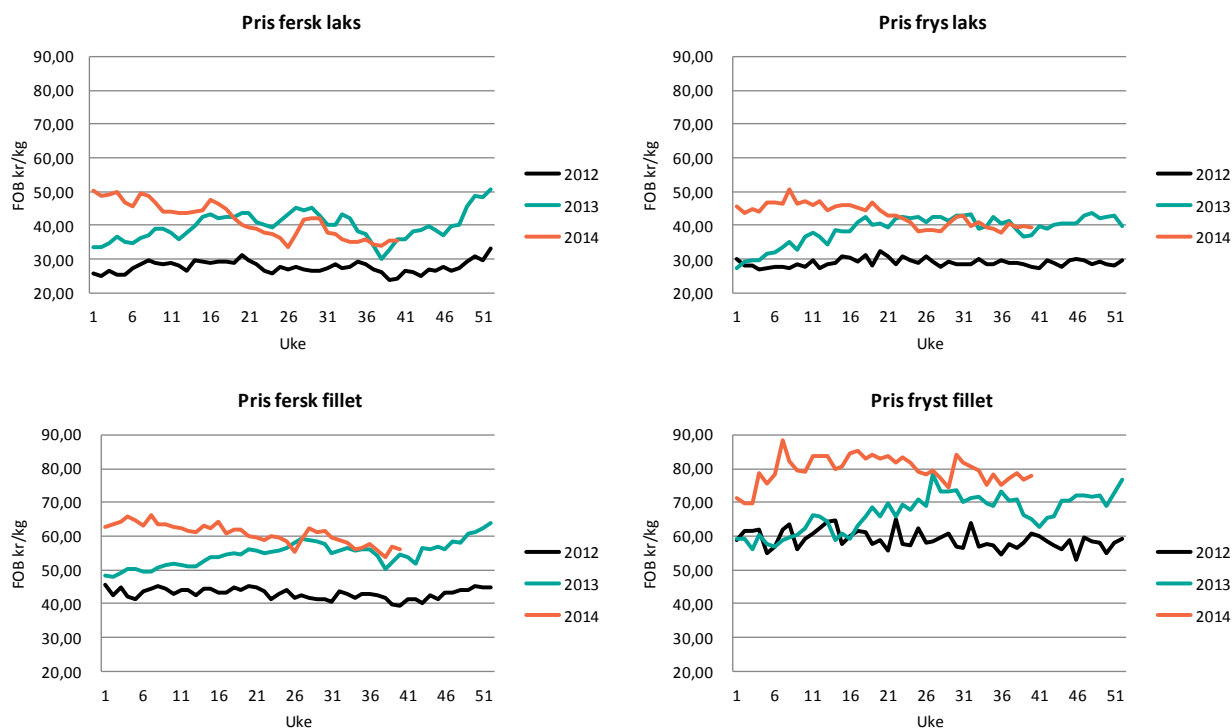 Pris fersk laks
90,00
80,00
70,00
60,00
50,00
40,00
30,00
20,00
FOB kr/kg
1 6 11 16 21 26 31 36 41 46 51
Uke
2012
2013
2014
Pris frys laks
90,00
80,00
70,00
60,00
50,00
40,00
30,00
20,00
FOB kr/kg
1 6 11 16 21 26 31 36 41 46 51
Uke
2012
2013
2014
Pris fersk fillet
90,00
80,00
70,00
60,00
50,00
40,00
30,00
20,00
FOB kr/kg
1 6 11 16 21 26 31 36 41 46 51
Uke
2012
2013
2014
Pris fryst fillet
90,00
80,00
70,00
60,00
50,00
40,00
30,00
20,00
FOB kr/kg
1 6 11 16 21 26 31 36 41 46 51
Uke
2012
2013
2014